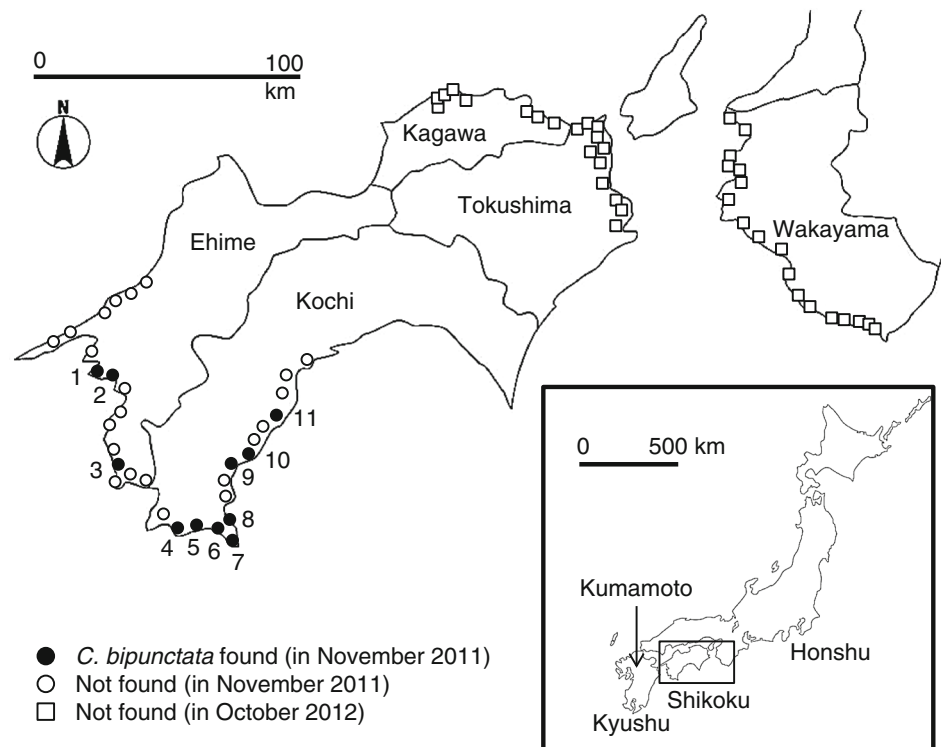 0 100
km
N
Kagawa
Tokushima
Wakayama
Ehime
Kochi
1
2
3
4
5
6
7
8
9
10
11
0 500 km
Kumamoto
Honshu
Shikoku
Kyushu
C. bipunctata found (in November 2011)
Not found (in November 2011)
Not found (in October 2012)